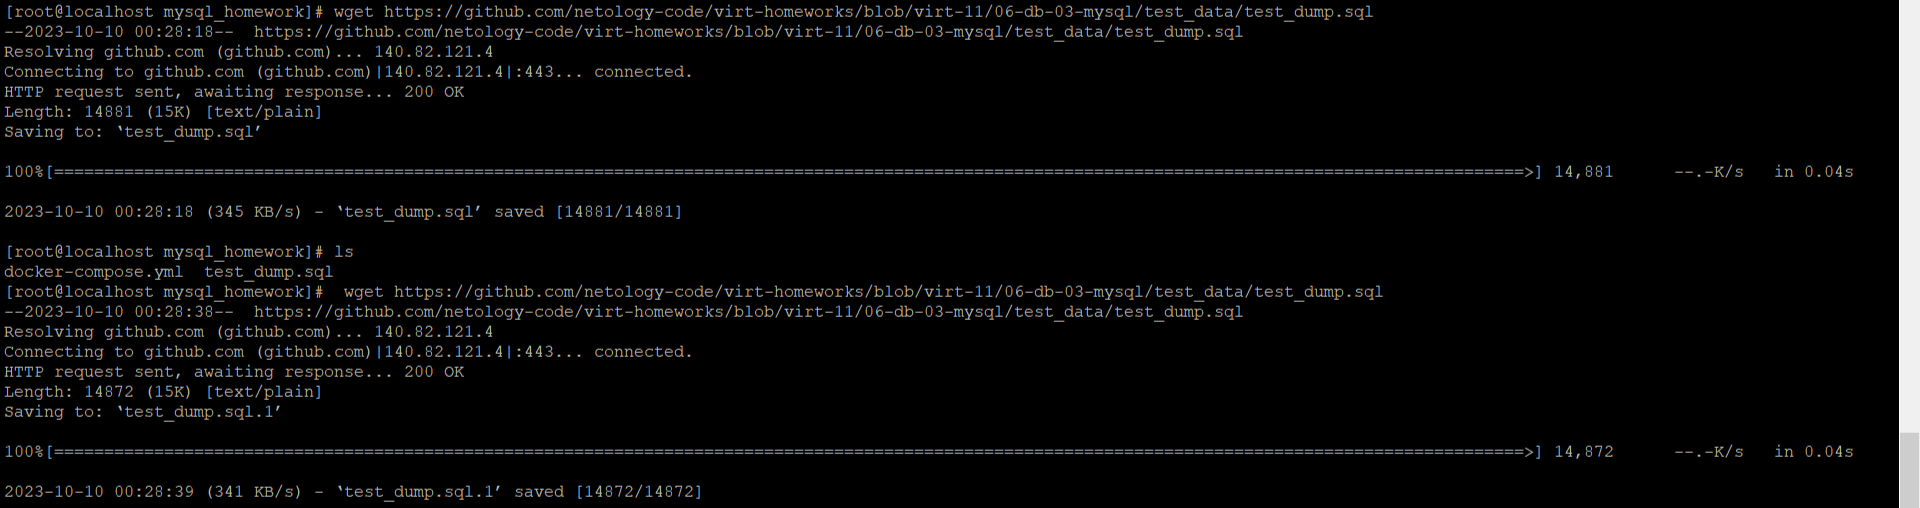 [root@localhost mysql_homework]# wget https://github.com/netology-code/virt-homeworks/blob/virt-11/06-db-03-mysql/test_data/test_dump.sql
--2023-10-10 00:28:18--  https://github.com/netology-code/virt-homeworks/blob/virt-11/06-db-03-mysql/test_data/test_dump.sql
Resolving github.com (github.com)... 140.82.121.4
Connecting to github.com (github.com)|140.82.121.4|:443... connected.
HTTP request sent, awaiting response... 200 OK
Length: 14881 (15K) [text/plain]
Saving to: ‘test_dump.sql’
100%[===================================================================================================================================================>] 14,881      --.-K/s   in 0.04s
2023-10-10 00:28:18 (345 KB/s) - ‘test_dump.sql’ saved [14881/14881]
[root@localhost mysql_homework]# ls
docker-compose.yml  test_dump.sql
[root@localhost mysql_homework]#  wget https://github.com/netology-code/virt-homeworks/blob/virt-11/06-db-03-mysql/test_data/test_dump.sql
--2023-10-10 00:28:38--  https://github.com/netology-code/virt-homeworks/blob/virt-11/06-db-03-mysql/test_data/test_dump.sql
Resolving github.com (github.com)... 140.82.121.4
Connecting to github.com (github.com)|140.82.121.4|:443... connected.
HTTP request sent, awaiting response... 200 OK
Length: 14872 (15K) [text/plain]
Saving to: ‘test_dump.sql.1’
100%[===================================================================================================================================================>] 14,872      --.-K/s   in 0.04s
2023-10-10 00:28:39 (341 KB/s) - ‘test_dump.sql.1’ saved [14872/14872]